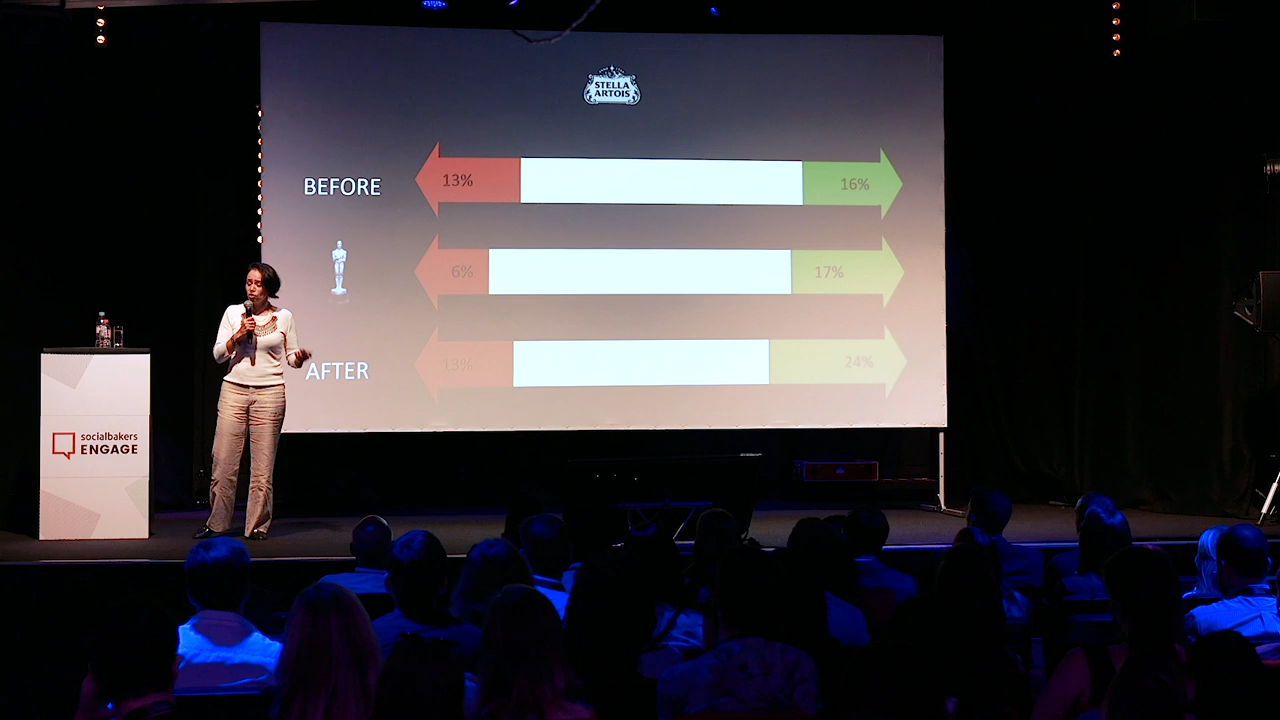 STELLA
ARTOIS
BEFORE
13%
16%
6%
17%
AFTER
13%
24%
socialbakers
ENGAGE